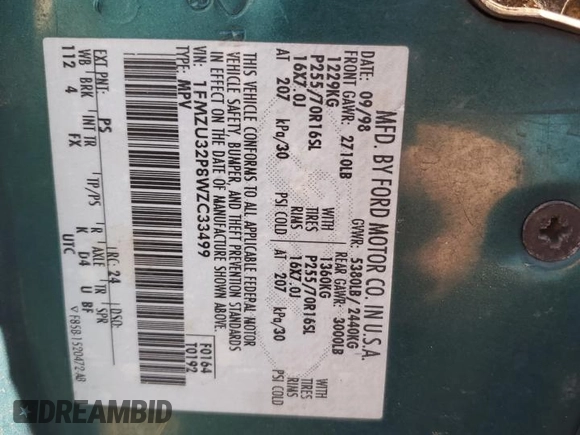 MFD. BY FORD MOTOR CO. IN U.S.A.
09/98 GVWR: 5380LB/ 2440KG
FRONT GAWR: 2710LB REAR GAWR: 3000LB
1229KG WITH 1360KG WITH
P255/70R16SL TIRES P255/70R16SL TIRES
16X7.0J RIMS 16X7.0J RIMS
AT 207 kPa/30 PSI COLD AT 207 kPa/30 PSI COLD
THIS VEHICLE CONFORMS TO ALL APPLICABLE FEDERAL MOTOR
VEHICLE SAFETY, BUMPER, AND THEFT PREVENTION STANDARDS
IN EFFECT ON THE DATE OF MANUFACTURE SHOWN ABOVE.
VIN: 1FMZU32P8WZC33499 F0164
TYPE: MPV T0192
EXT PNT: PS RC: 24 DSO:
WB BRK INT TR TP/PS R AXLE TR SPR
112 4 FX K D4 U BF
UTC
F85B-1520472-AB
DREAMBID